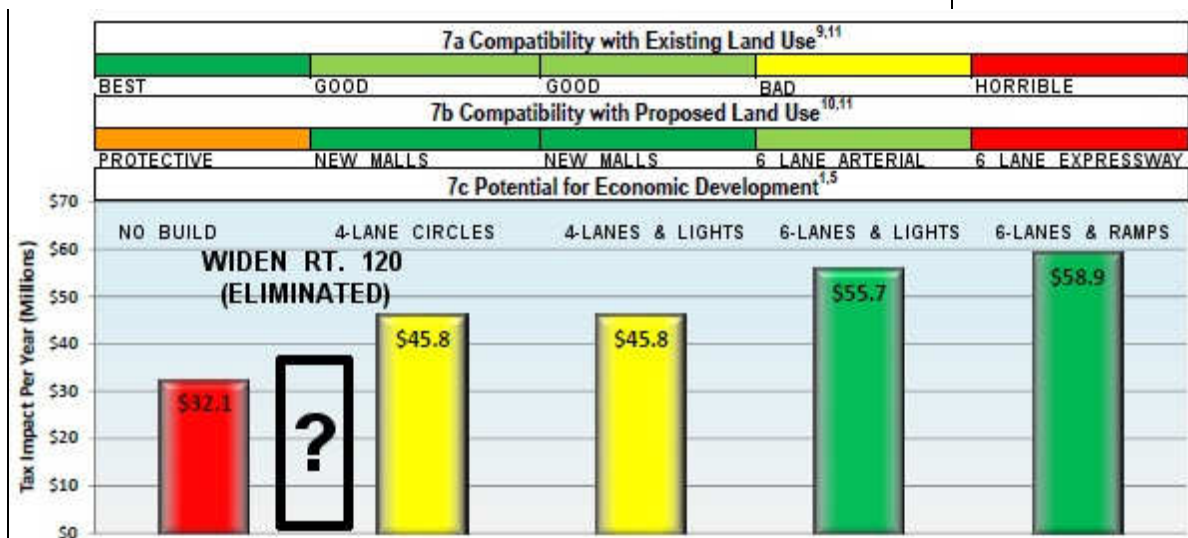 7a Compatibility with Existing Land Use9,11
BEST GOOD GOOD BAD HORRIBLE
7b Compatibility with Proposed Land Use10,11
PROTECTIVE NEW MALLS NEW MALLS 6 LANE ARTERIAL 6 LANE EXPRESSWAY
7c Potential for Economic Development1,5
$70
NO BUILD 4-LANE CIRCLES 4-LANES & LIGHTS 6-LANES & LIGHTS 6-LANES & RAMPS
$60
WIDEN RT. 120
(ELIMINATED)
$58.9
$55.7
$50
$45.8 $45.8
$40
$32.1
$30
?
$20
$10
$0
Tax Impact Per Year (Millions)